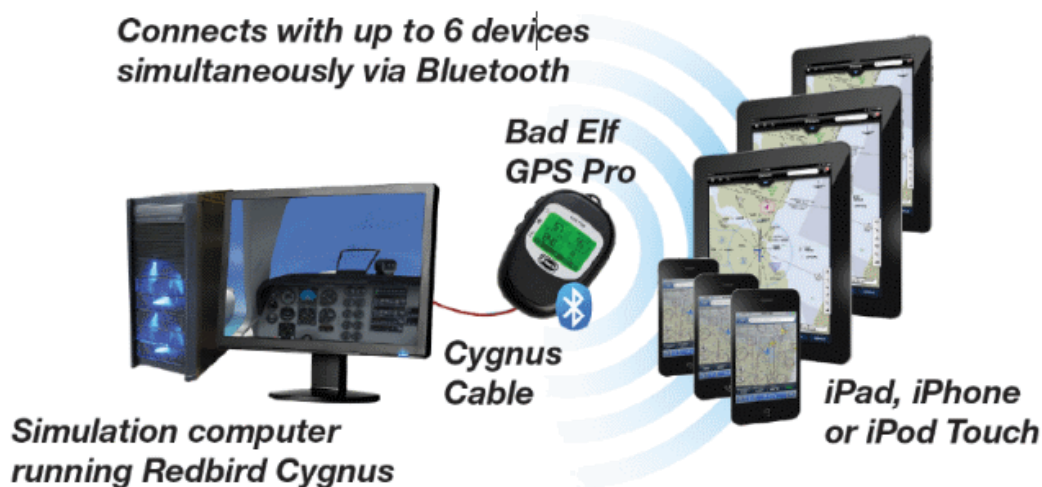 Connects with up to 6 devices
simultaneously via Bluetooth
Bad Elf
GPS Pro
Cygnus
Cable
iPad, iPhone
or iPod Touch
Simulation computer
running Redbird Cygnus